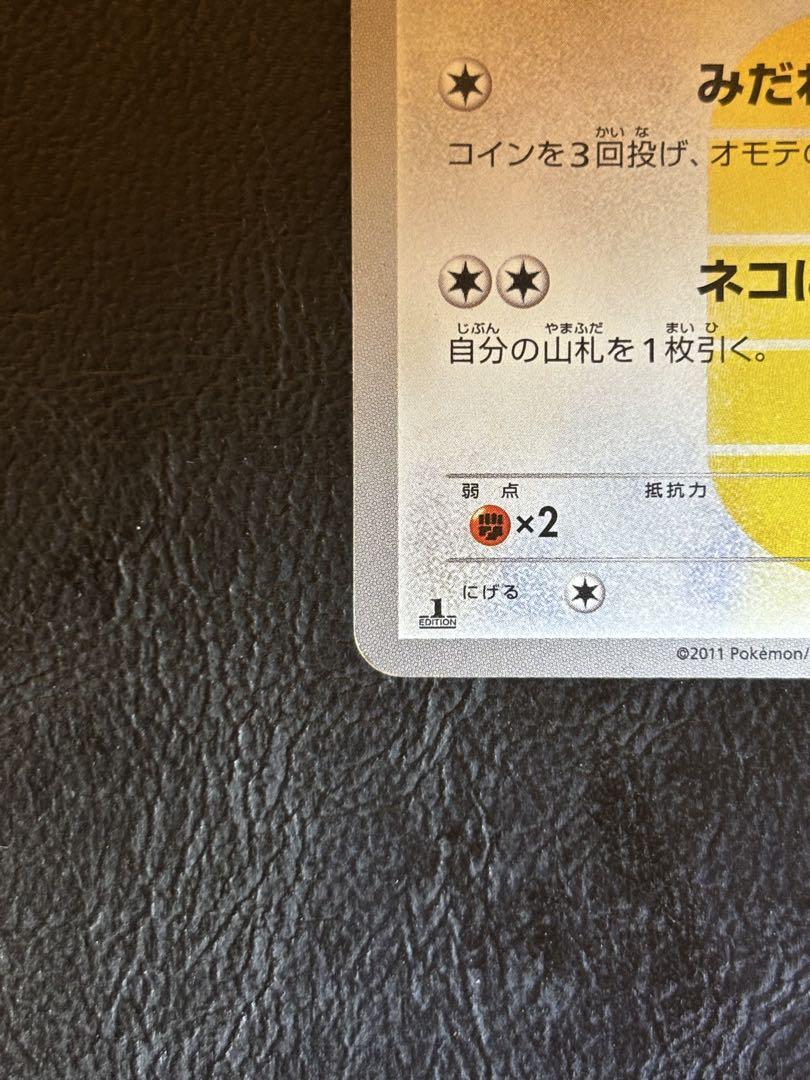 みだ
かいな
コインを3回投げ、オモテ
ネコに
じぶん やまふだ まいひ
自分の山札を1枚引く。
弱点 抵抗力
×2
にげる
1
EDITION
©2011 Pokémon/